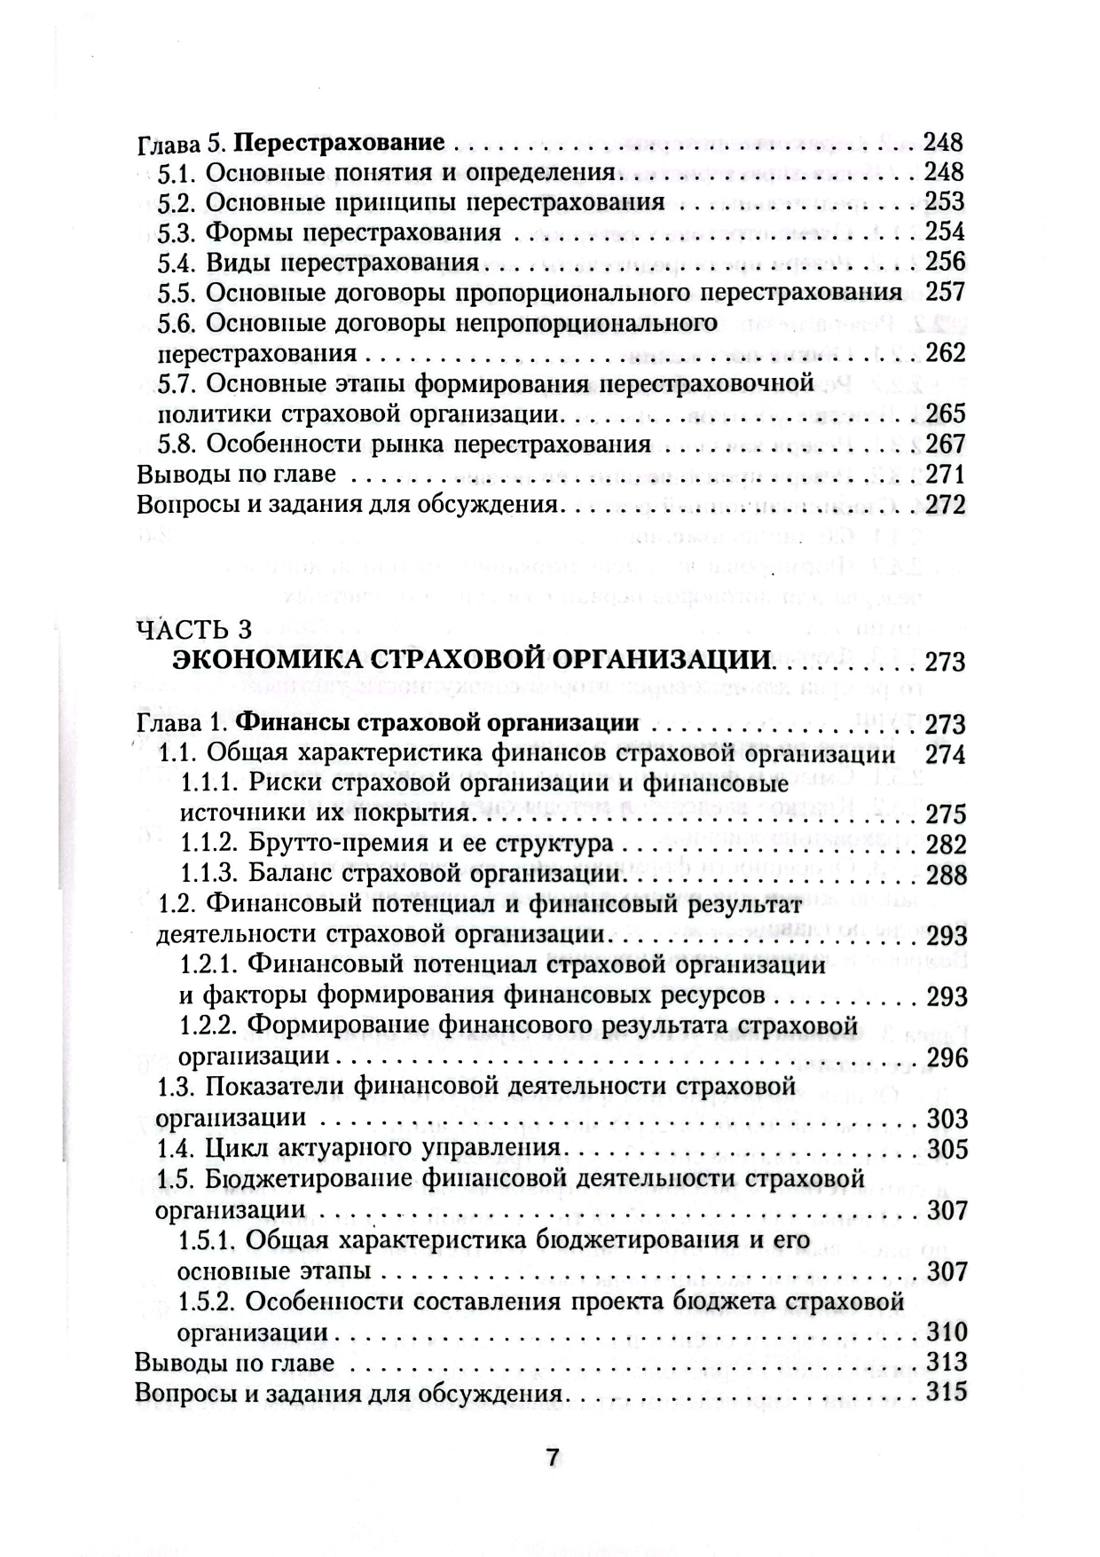 Глава 5. Перестрахование . . . . . . . . . . . . . . . . . . . . . . . . . . . . . . . . . 248
5.1. Основные понятия и определения. . . . . . . . . . . . . . . . . . . . . 248
5.2. Основные принципы перестрахования . . . . . . . . . . . . . . . . . 253
5.3. Формы перестрахования . . . . . . . . . . . . . . . . . . . . . . . . . . . . 254
5.4. Виды перестрахования . . . . . . . . . . . . . . . . . . . . . . . . . . . . . . 256
5.5. Основные договоры пропорционального перестрахования 257
5.6. Основные договоры непропорционального
перестрахования . . . . . . . . . . . . . . . . . . . . . . . . . . . . . . . . . . . . . . 262
5.7. Основные этапы формирования перестраховочной
политики страховой организации. . . . . . . . . . . . . . . . . . . . . . . . . 265
5.8. Особенности рынка перестрахования . . . . . . . . . . . . . . . . . . 267
Выводы по главе . . . . . . . . . . . . . . . . . . . . . . . . . . . . . . . . . . . . . . . 271
Вопросы и задания для обсуждения. . . . . . . . . . . . . . . . . . . . . . . . . 272
ЧАСТЬ 3
ЭКОНОМИКА СТРАХОВОЙ ОРГАНИЗАЦИИ. . . . . . . . . . 273
Глава 1. Финансы страховой организации . . . . . . . . . . . . . . . . . . . 273
1.1. Общая характеристика финансов страховой организации 274
1.1.1. Риски страховой организации и финансовые
источники их покрытия. . . . . . . . . . . . . . . . . . . . . . . . . . . . . . . 275
1.1.2. Брутто-премия и ее структура . . . . . . . . . . . . . . . . . . . . . 282
1.1.3. Баланс страховой организации. . . . . . . . . . . . . . . . . . . . . 288
1.2. Финансовый потенциал и финансовый результат
деятельности страховой организации. . . . . . . . . . . . . . . . . . . . . . 293
1.2.1. Финансовый потенциал страховой организации
и факторы формирования финансовых ресурсов . . . . . . . . . . 293
1.2.2. Формирование финансового результата страховой
организации . . . . . . . . . . . . . . . . . . . . . . . . . . . . . . . . . . . . . . . . 296
1.3. Показатели финансовой деятельности страховой
организации . . . . . . . . . . . . . . . . . . . . . . . . . . . . . . . . . . . . . . . . . . 303
1.4. Цикл актуарного управления. . . . . . . . . . . . . . . . . . . . . . . . . 305
1.5. Бюджетирование финансовой деятельности страховой
организации . . . . . . . . . . . . . . . . . . . . . . . . . . . . . . . . . . . . . . . . . . 307
1.5.1. Общая характеристика бюджетирования и его
основные этапы . . . . . . . . . . . . . . . . . . . . . . . . . . . . . . . . . . . . . 307
1.5.2. Особенности составления проекта бюджета страховой
организации . . . . . . . . . . . . . . . . . . . . . . . . . . . . . . . . . . . . . . . . 310
Выводы по главе . . . . . . . . . . . . . . . . . . . . . . . . . . . . . . . . . . . . . . . 313
Вопросы и задания для обсуждения. . . . . . . . . . . . . . . . . . . . . . . . . 315
7